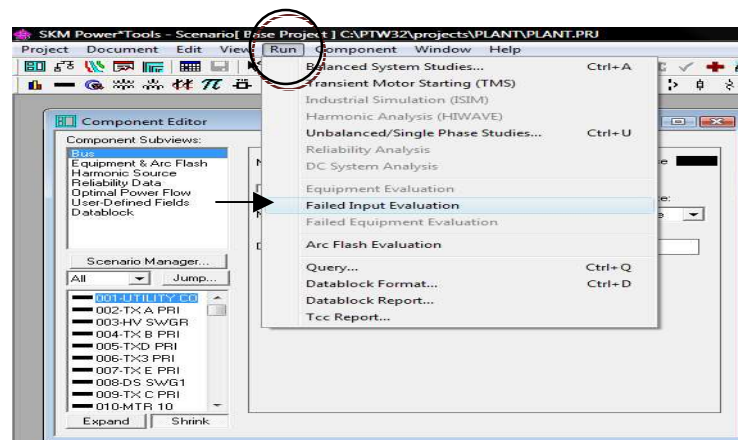 SKM Power*Tools - Scenario[ Base Project ] C:\PTW32\projects\PLANT\PLANT.PRJ
Project Document Edit View Run Component Window Help
Balanced System Studies... Ctrl+A
Transient Motor Starting (TMS)
Industrial Simulation (ISIM)
Harmonic Analysis (HIWAVE)
Unbalanced/Single Phase Studies... Ctrl+U
Reliability Analysis
DC System Analysis
Equipment Evaluation
Failed Input Evaluation
Failed Equipment Evaluation
Arc Flash Evaluation
Query... Ctrl+Q
Datablock Format... Ctrl+D
Datablock Report...
Tcc Report...
Component Editor
Component Subviews:
Bus
Equipment & Arc Flash
Harmonic Source
Reliability Data
Optimal Power Flow
User-Defined Fields
Datablock
Scenario Manager...
All Jump...
001-UTILITY CO
002-TX A PRI
003-HV SWGR
004-TX B PRI
005-TXD PRI
006-TX3 PRI
007-TX E PRI
008-DS SWG1
009-TX C PRI
010-MTR 10
Expand Shrink